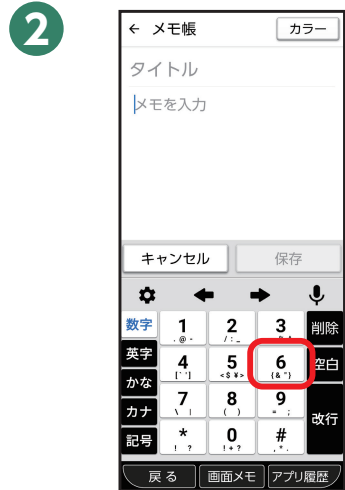 2
← メモ帳 カラー
タイトル
メモを入力
キャンセル 保存
数字 1 2 3 削除
. @ - / : _
英字 4 5 6 空白
[ ` ' ] < $ ¥ > { & " }
かな
カナ 7 8 9 改行
\ | ( ) = ;
記号 * 0 #
! ? ! + ? , * .
戻る 画面メモ アプリ履歴